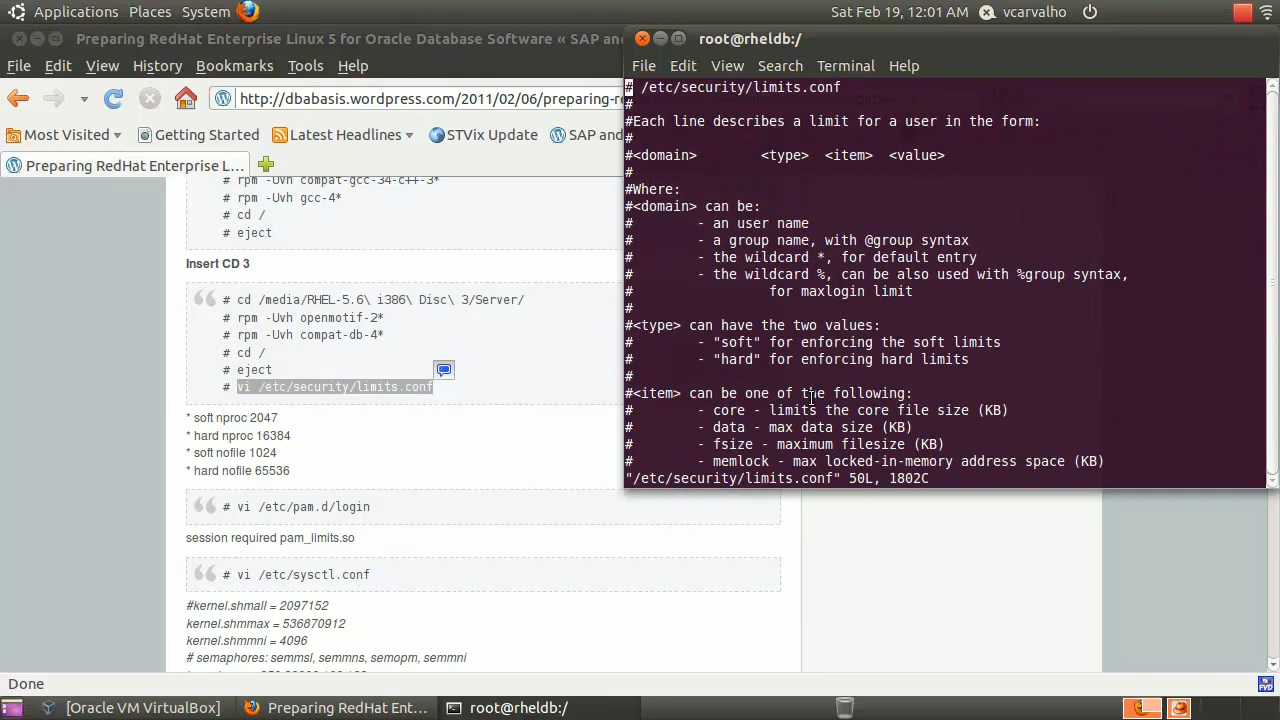 Applications Places System
Sat Feb 19, 12:01 AM vcarvalho
Preparing RedHat Enterprise Linux 5 for Oracle Database Software « SAP and
File Edit View History Bookmarks Tools Help
http://dbabasis.wordpress.com/2011/02/06/preparing-r
Most Visited Getting Started Latest Headlines STVix Update SAP and
Preparing RedHat Enterprise L...
# rpm -Uvh compat-gcc-34-c++-3*
# rpm -Uvh gcc-4*
# cd /
# eject
Insert CD 3
# cd /media/RHEL-5.6\ i386\ Disc\ 3/Server/
# rpm -Uvh openmotif-2*
# rpm -Uvh compat-db-4*
# cd /
# eject
# vi /etc/security/limits.conf
* soft nproc 2047
* hard nproc 16384
* soft nofile 1024
* hard nofile 65536
# vi /etc/pam.d/login
session required pam_limits.so
# vi /etc/sysctl.conf
#kernel.shmall = 2097152
kernel.shmmax = 536870912
kernel.shmmni = 4096
# semaphores: semmsl, semmns, semopm, semmni
root@rheldb:/
File Edit View Search Terminal Help
# /etc/security/limits.conf
#
#Each line describes a limit for a user in the form:
#
#<domain> <type> <item> <value>
#
#Where:
#<domain> can be:
# - an user name
# - a group name, with @group syntax
# - the wildcard *, for default entry
# - the wildcard %, can be also used with %group syntax,
# for maxlogin limit
#
#<type> can have the two values:
# - "soft" for enforcing the soft limits
# - "hard" for enforcing hard limits
#
#<item> can be one of the following:
# - core - limits the core file size (KB)
# - data - max data size (KB)
# - fsize - maximum filesize (KB)
# - memlock - max locked-in-memory address space (KB)
"/etc/security/limits.conf" 50L, 1802C
Done
FVD
[Oracle VM VirtualBox] Preparing RedHat Ent... root@rheldb:/